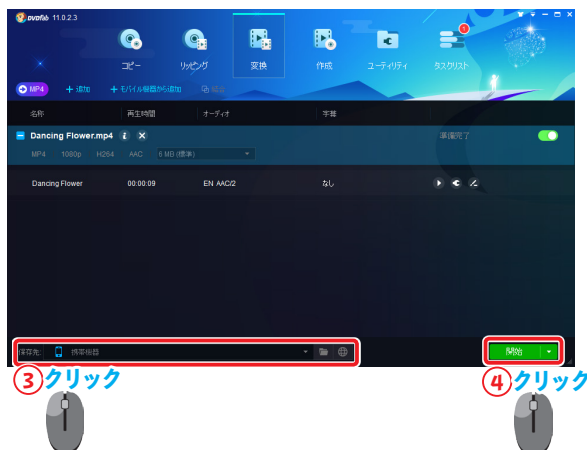 DVDFab 11.0.2.3
コピー リッピング 変換 作成 ユーティリティ タスクリスト
1
MP4 + 追加 + モバイル機器から追加 結合
名称 再生時間 オーディオ 字幕
Dancing Flower.mp4 i 準備完了
MP4 1080p H264 AAC 6 MB (標準)
Dancing Flower 00:00:09 EN AAC/2 なし
保存先: 携帯機器 開始
③クリック ④クリック